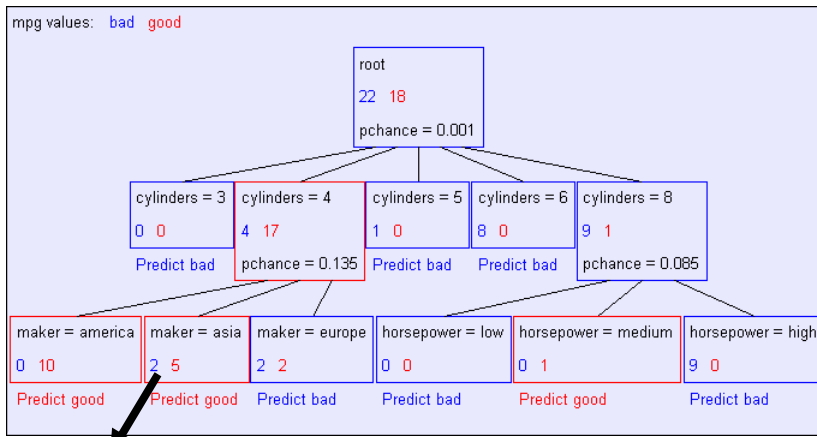 mpg values: bad good
root
22 18
pchance = 0.001
cylinders = 3 cylinders = 4 cylinders = 5 cylinders = 6 cylinders = 8
0 0 4 17 1 0 8 0 9 1
Predict bad pchance = 0.135 Predict bad Predict bad pchance = 0.085
maker = america maker = asia maker = europe horsepower = low horsepower = medium horsepower = high
0 10 2 5 2 2 0 0 0 1 9 0
Predict good Predict good Predict bad Predict bad Predict good Predict bad